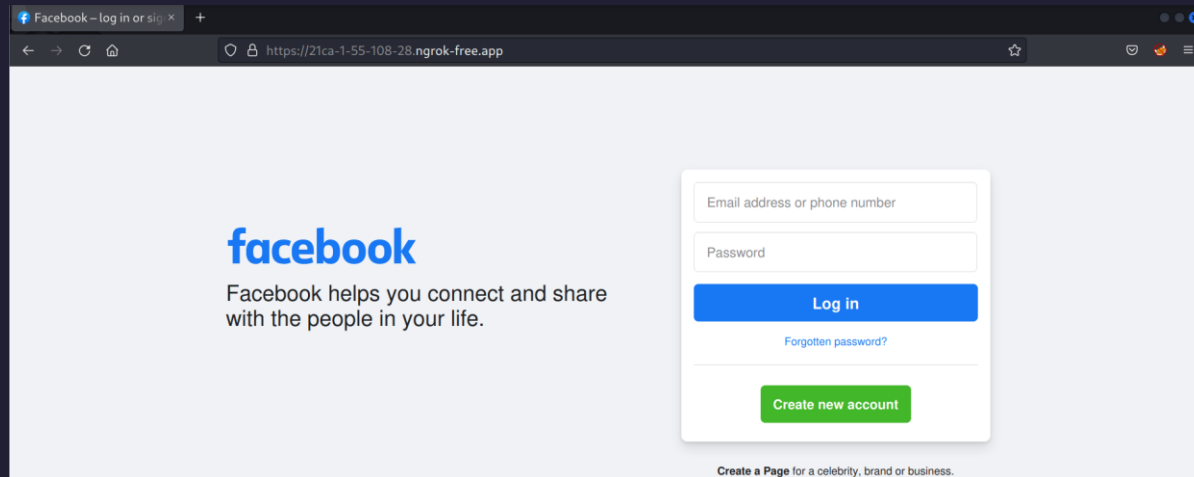 Facebook – log in or sig
https://21ca-1-55-108-28.ngrok-free.app
facebook
Facebook helps you connect and share
with the people in your life.
Email address or phone number
Password
Log in
Forgotten password?
Create new account
Create a Page for a celebrity, brand or business.